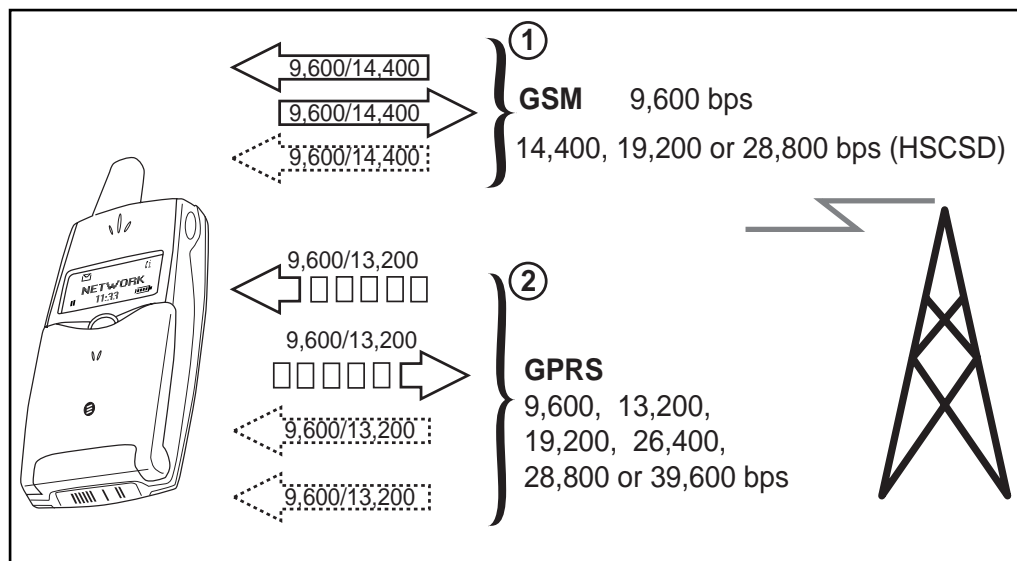 1
9,600/14,400
9,600/14,400
9,600/14,400
GSM 9,600 bps
14,400, 19,200 or 28,800 bps (HSCSD)
NETWORK
11:33
2
9,600/13,200
9,600/13,200
9,600/13,200
9,600/13,200
GPRS
9,600, 13,200,
19,200, 26,400,
28,800 or 39,600 bps